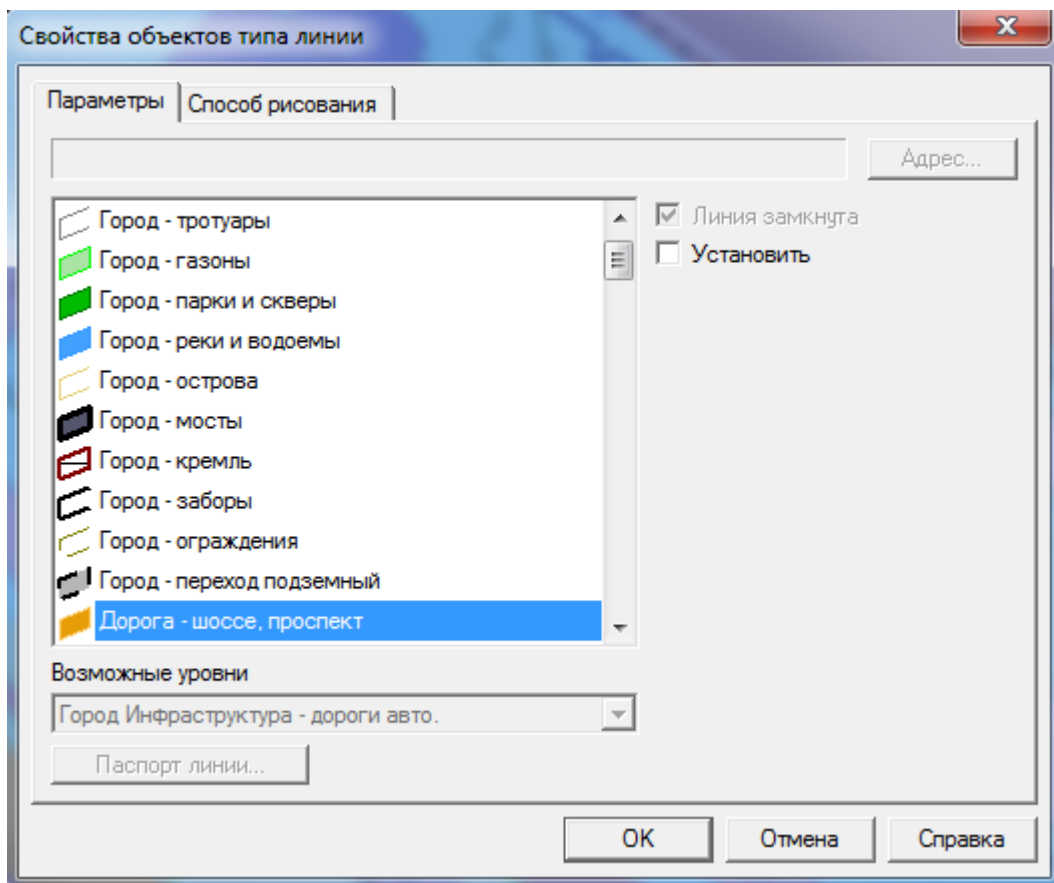 Свойства объектов типа линии
Параметры
Способ рисования
Адрес...
Город - тротуары
Город - газоны
Город - парки и скверы
Город - реки и водоемы
Город - острова
Город - мосты
Город - кремль
Город - заборы
Город - ограждения
Город - переход подземный
Дорога - шоссе, проспект
Линия замкнута
Установить
Возможные уровни
Город Инфраструктура - дороги авто.
Паспорт линии...
ОК
Отмена
Справка